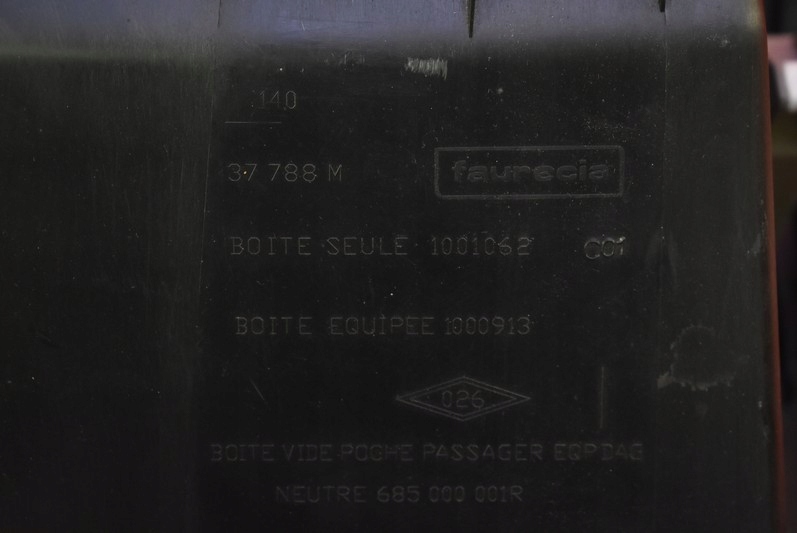 140
37 788 M
faurecia
BOITE SEULE 1001062 C01
BOITE EQUIPEE 1000913
026
BOITE VIDE-POCHE PASSAGER EQP DAG
NEUTRE 685 000 001R